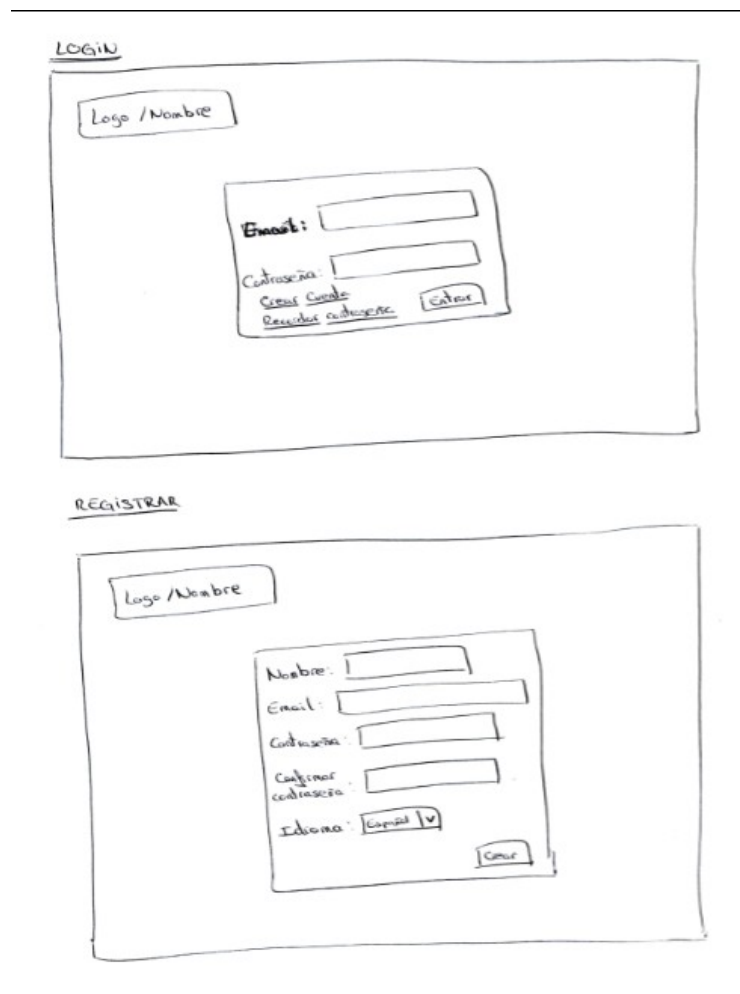 LOGIN
Logo / Nombre
Email:
Contraseña:
Crear Cuenta
Recordar contraseña
Entrar
REGISTRAR
Logo / Nombre
Nombre:
Email:
Contraseña:
Confirmar
contraseña:
Idioma: Español
Crear